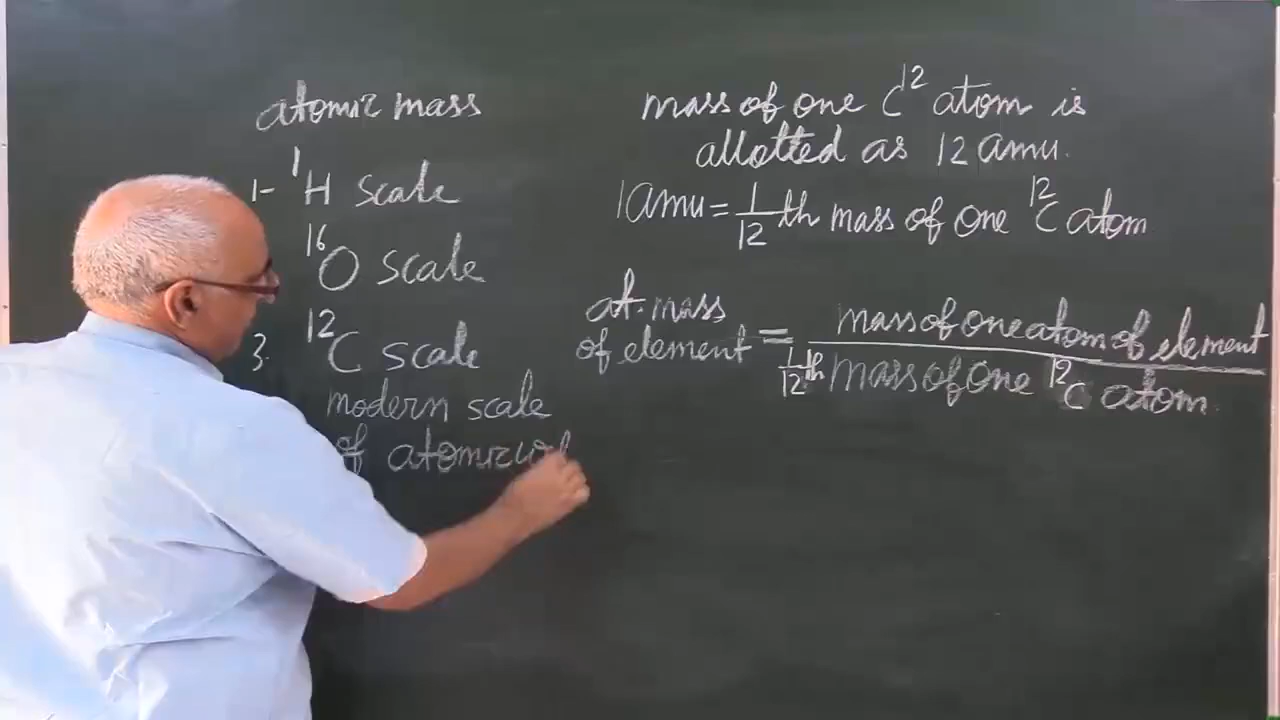 atomic mass
1- ¹H scale
¹⁶O scale
3. ¹²C scale
modern scale
of atomic
mass of one C¹² atom is
allotted as 12 amu.
1amu = 1/12 th mass of one ¹²C atom
at. mass
of element = mass of one atom of element
1/12 th mass of one ¹²C atom.